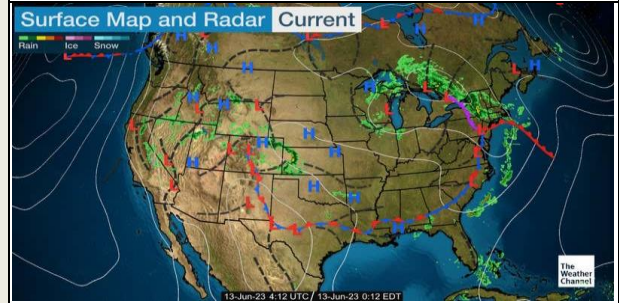 Surface Map and Radar Current
Rain Ice Snow
H H L H L H
H L H
H L H L H L L
L H H L L
H H L L H
L L H L
L H H
L L L H
The
Weather
Channel
13-Jun-23 4:12 UTC / 13-Jun-23 0:12 EDT